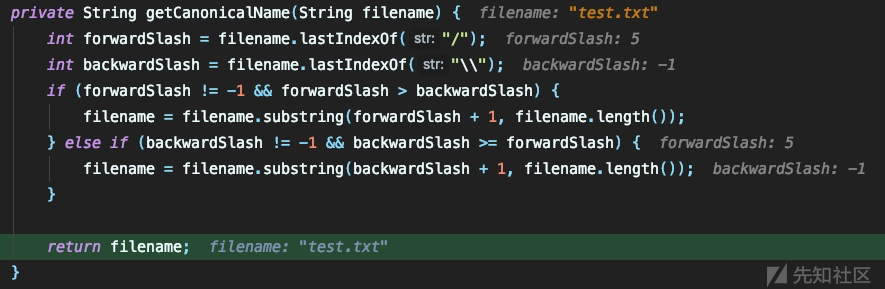 private String getCanonicalName(String filename) {  filename: "test.txt"
    int forwardSlash = filename.lastIndexOf( str: "/");  forwardSlash: 5
    int backwardSlash = filename.lastIndexOf( str: "\\");  backwardSlash: -1
    if (forwardSlash != -1 && forwardSlash > backwardSlash) {
        filename = filename.substring(forwardSlash + 1, filename.length());
    } else if (backwardSlash != -1 && backwardSlash >= forwardSlash) {  forwardSlash: 5
        filename = filename.substring(backwardSlash + 1, filename.length());  backwardSlash: -1
    }
    return filename;  filename: "test.txt"
}
先知社区